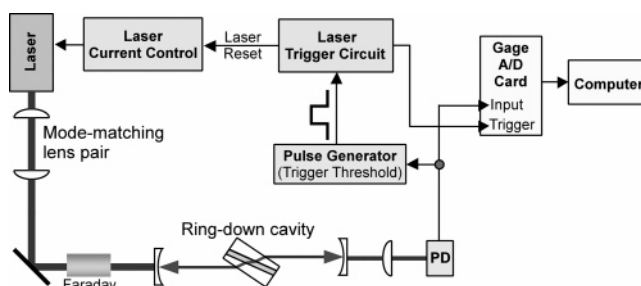 Laser
Laser
Current Control
Laser
Reset
Laser
Trigger Circuit
Gage
A/D
Card
Input
Trigger
Computer
Mode-matching
lens pair
Pulse Generator
(Trigger Threshold)
Ring-down cavity
PD
Faraday